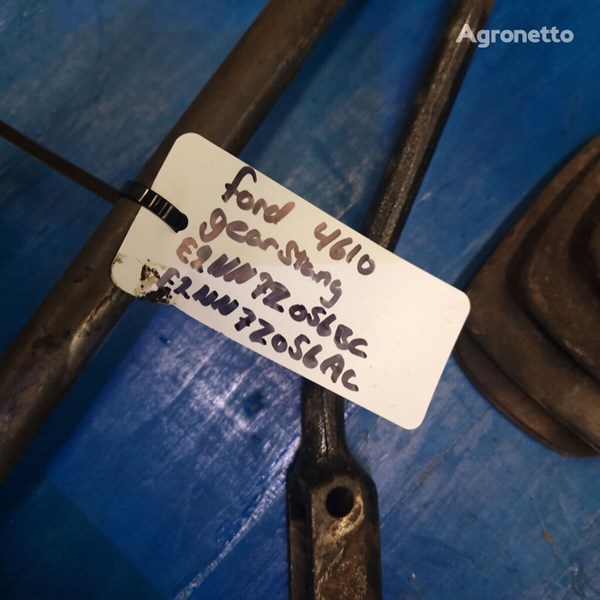 Agronetto
ford 4610
gearstang
E2NN7Z056BC
E2NN7Z056AC